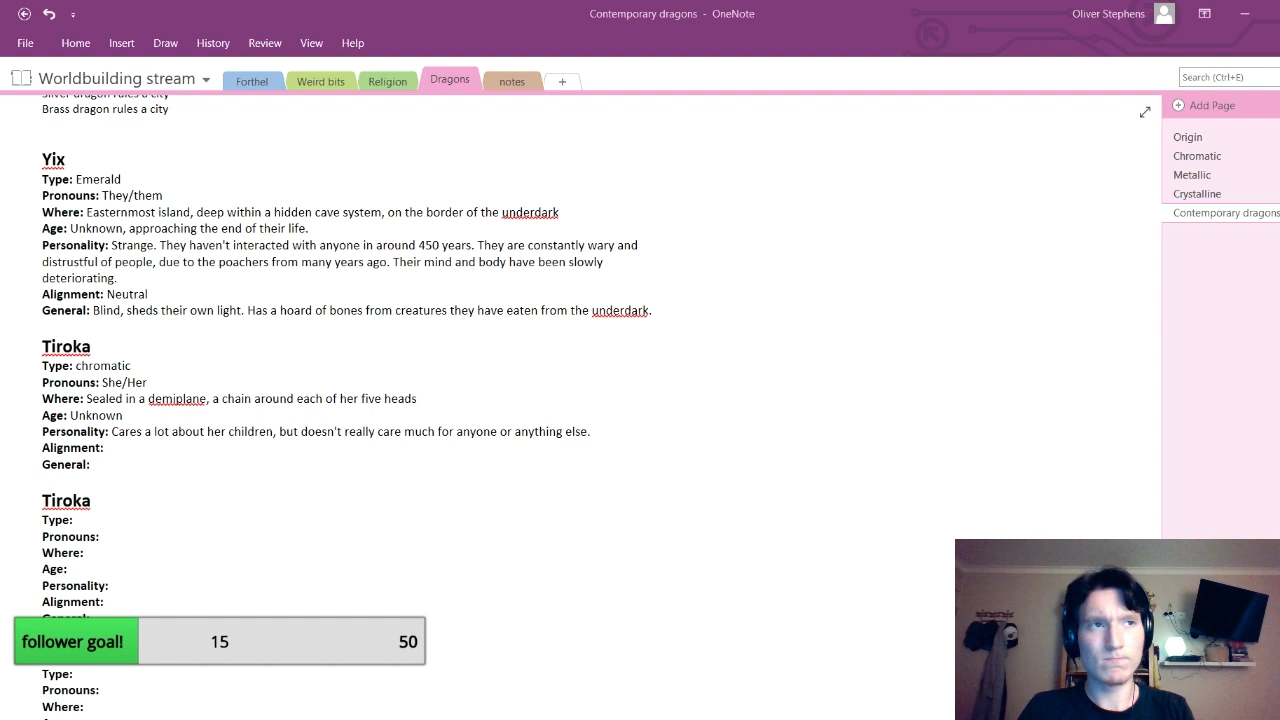 Contemporary dragons - OneNote
Oliver Stephens
File
Home
Insert
Draw
History
Review
View
Help
Worldbuilding stream
Forthel
Weird bits
Religion
Dragons
notes
Search (Ctrl+E)
Add Page
Origin
Chromatic
Metallic
Crystalline
Contemporary dragons
Silver dragon rules a city
Brass dragon rules a city
Yix
Type: Emerald
Pronouns: They/them
Where: Easternmost island, deep within a hidden cave system, on the border of the underdark
Age: Unknown, approaching the end of their life.
Personality: Strange. They haven't interacted with anyone in around 450 years. They are constantly wary and
distrustful of people, due to the poachers from many years ago. Their mind and body have been slowly
deteriorating.
Alignment: Neutral
General: Blind, sheds their own light. Has a hoard of bones from creatures they have eaten from the underdark.
Tiroka
Type: chromatic
Pronouns: She/Her
Where: Sealed in a demiplane, a chain around each of her five heads
Age: Unknown
Personality: Cares a lot about her children, but doesn't really care much for anyone or anything else.
Alignment:
General:
Tiroka
Type:
Pronouns:
Where:
Age:
Personality:
Alignment:
General:
follower goal! 15 50
Type:
Pronouns:
Where: